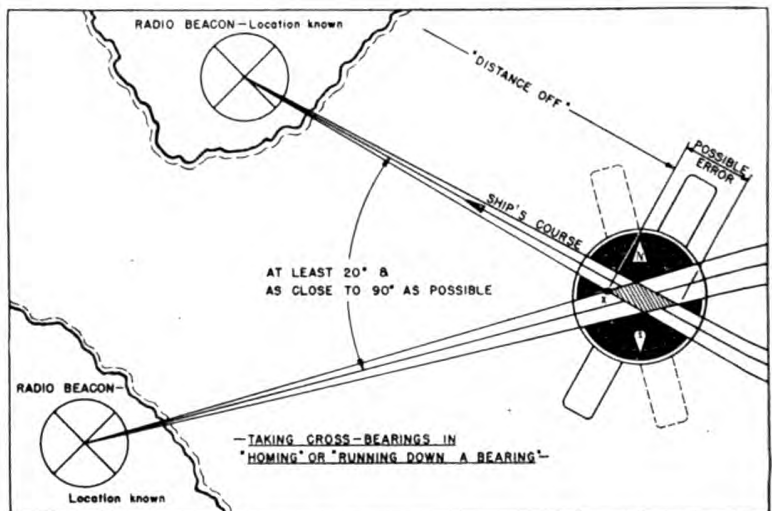 RADIO BEACON-Location known
"DISTANCE OFF"
POSSIBLE
ERROR
SHIP'S COURSE
N
AT LEAST 20° &
AS CLOSE TO 90° AS POSSIBLE
X
RADIO BEACON-
Location known
-TAKING CROSS-BEARINGS IN
"HOMING" OR "RUNNING DOWN A BEARING"-